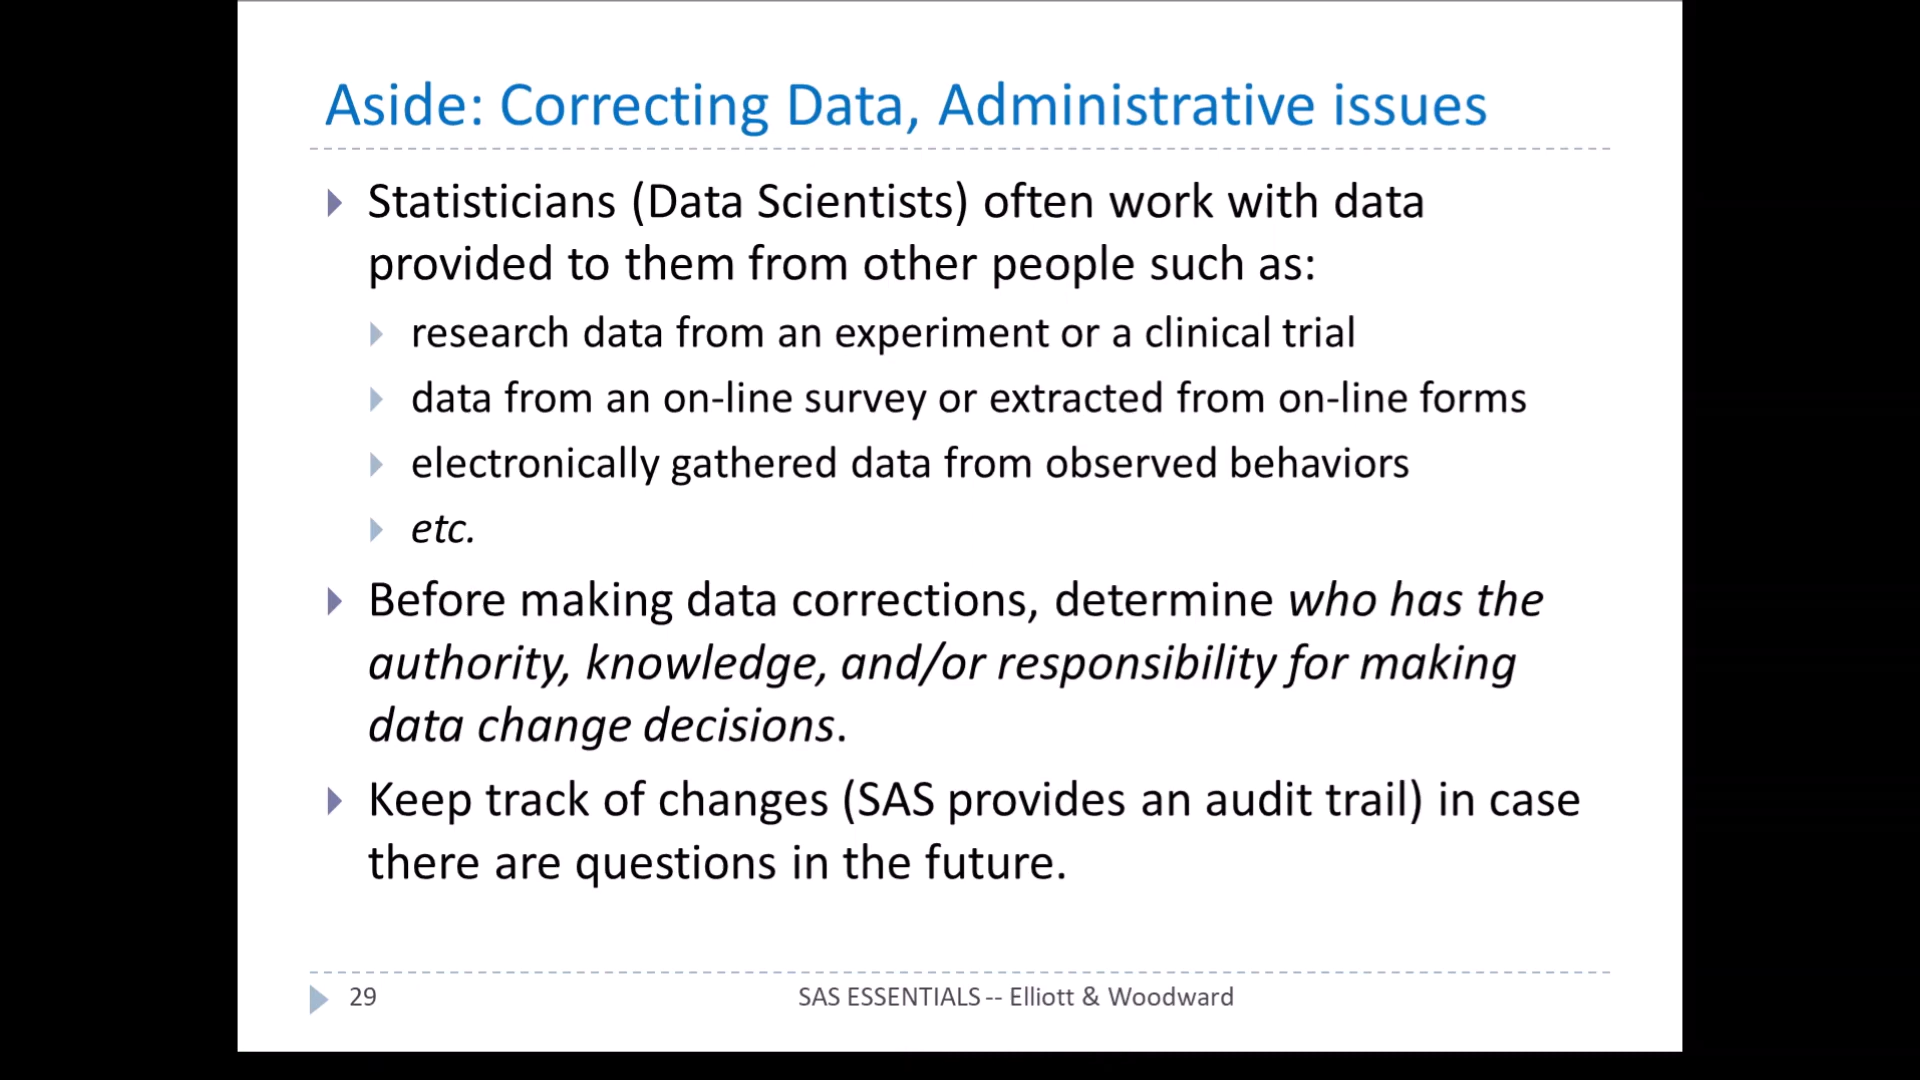 Aside: Correcting Data, Administrative issues
Statisticians (Data Scientists) often work with data
provided to them from other people such as:
research data from an experiment or a clinical trial
data from an on-line survey or extracted from on-line forms
electronically gathered data from observed behaviors
etc.
Before making data corrections, determine who has the
authority, knowledge, and/or responsibility for making
data change decisions.
Keep track of changes (SAS provides an audit trail) in case
there are questions in the future.
29
SAS ESSENTIALS -- Elliott & Woodward